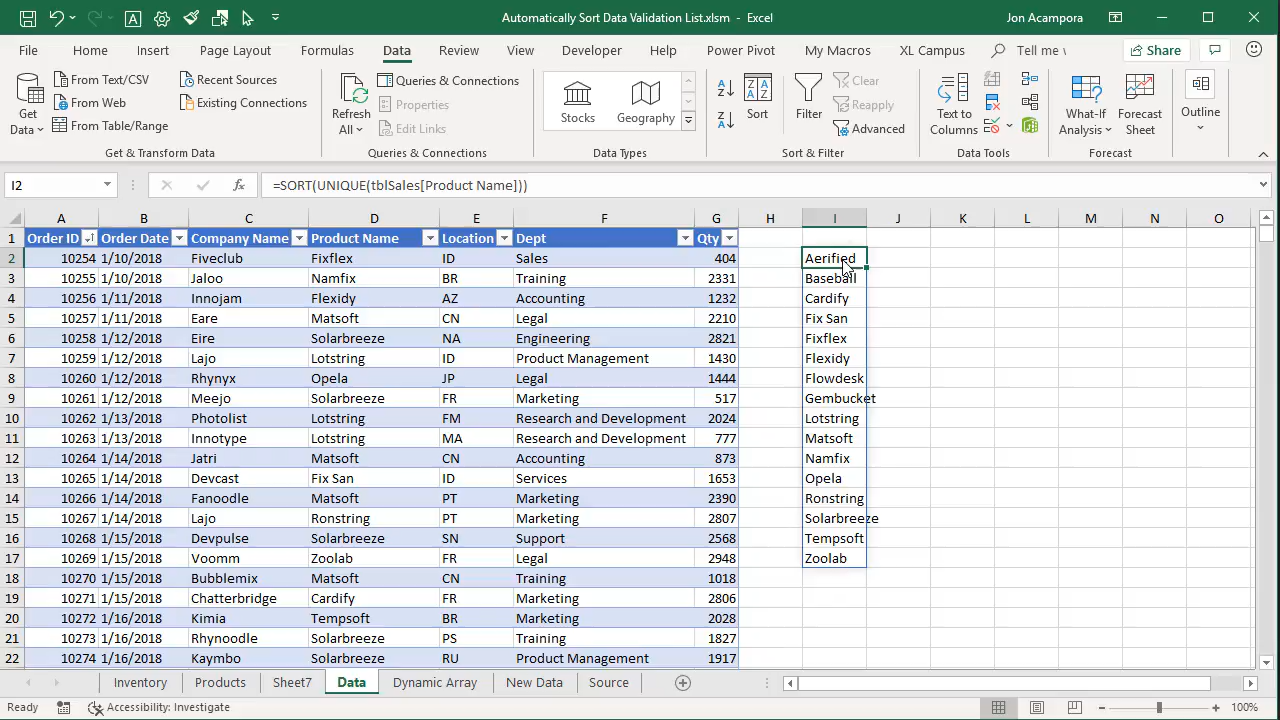 Automatically Sort Data Validation List.xlsm - Excel
Jon Acampora
File Home Insert Page Layout Formulas Data Review View Developer Help Power Pivot My Macros XL Campus Tell me Share
Get Data
From Text/CSV
From Web
From Table/Range
Recent Sources
Existing Connections
Get & Transform Data
Refresh All
Queries & Connections
Properties
Edit Links
Queries & Connections
Stocks
Geography
Data Types
Sort
Filter
Clear
Reapply
Advanced
Sort & Filter
Text to Columns
Data Tools
What-If Analysis
Forecast Sheet
Forecast
Outline
I2 fx =SORT(UNIQUE(tblSales[Product Name]))
A B C D E F G H I J K L M N O
1 Order ID Order Date Company Name Product Name Location Dept Qty
2 10254 1/10/2018 Fiveclub Fixflex ID Sales 404 Aerified
3 10255 1/10/2018 Jaloo Namfix BR Training 2331 Baseball
4 10256 1/11/2018 Innojam Flexidy AZ Accounting 1232 Cardify
5 10257 1/11/2018 Eare Matsoft CN Legal 2210 Fix San
6 10258 1/12/2018 Eire Solarbreeze NA Engineering 2821 Fixflex
7 10259 1/12/2018 Lajo Lotstring ID Product Management 1430 Flexidy
8 10260 1/12/2018 Rhynyx Opela JP Legal 1444 Flowdesk
9 10261 1/12/2018 Meejo Solarbreeze FR Marketing 517 Gembucket
10 10262 1/13/2018 Photolist Lotstring FM Research and Development 2024 Lotstring
11 10263 1/13/2018 Innotype Lotstring MA Research and Development 777 Matsoft
12 10264 1/14/2018 Jatri Matsoft CN Accounting 873 Namfix
13 10265 1/14/2018 Devcast Fix San ID Services 1653 Opela
14 10266 1/14/2018 Fanoodle Matsoft PT Marketing 2390 Ronstring
15 10267 1/14/2018 Lajo Ronstring PT Marketing 2807 Solarbreeze
16 10268 1/15/2018 Devpulse Solarbreeze SN Support 2568 Tempsoft
17 10269 1/15/2018 Voomm Zoolab FR Legal 2948 Zoolab
18 10270 1/15/2018 Bubblemix Matsoft CN Training 1018
19 10271 1/15/2018 Chatterbridge Cardify FR Marketing 2806
20 10272 1/16/2018 Kimia Tempsoft BR Marketing 2028
21 10273 1/16/2018 Rhynoodle Solarbreeze PS Training 1827
22 10274 1/16/2018 Kaymbo Solarbreeze RU Product Management 1917
Inventory Products Sheet7 Data Dynamic Array New Data Source
Ready Accessibility: Investigate 100%